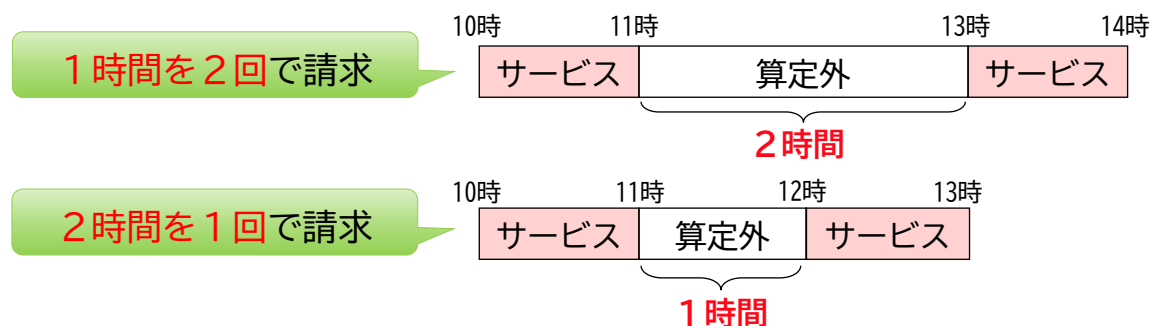 10時 11時 13時 14時
１時間を２回で請求
サービス 算定外 サービス
２時間
10時 11時 12時 13時
２時間を１回で請求
サービス 算定外 サービス
１時間